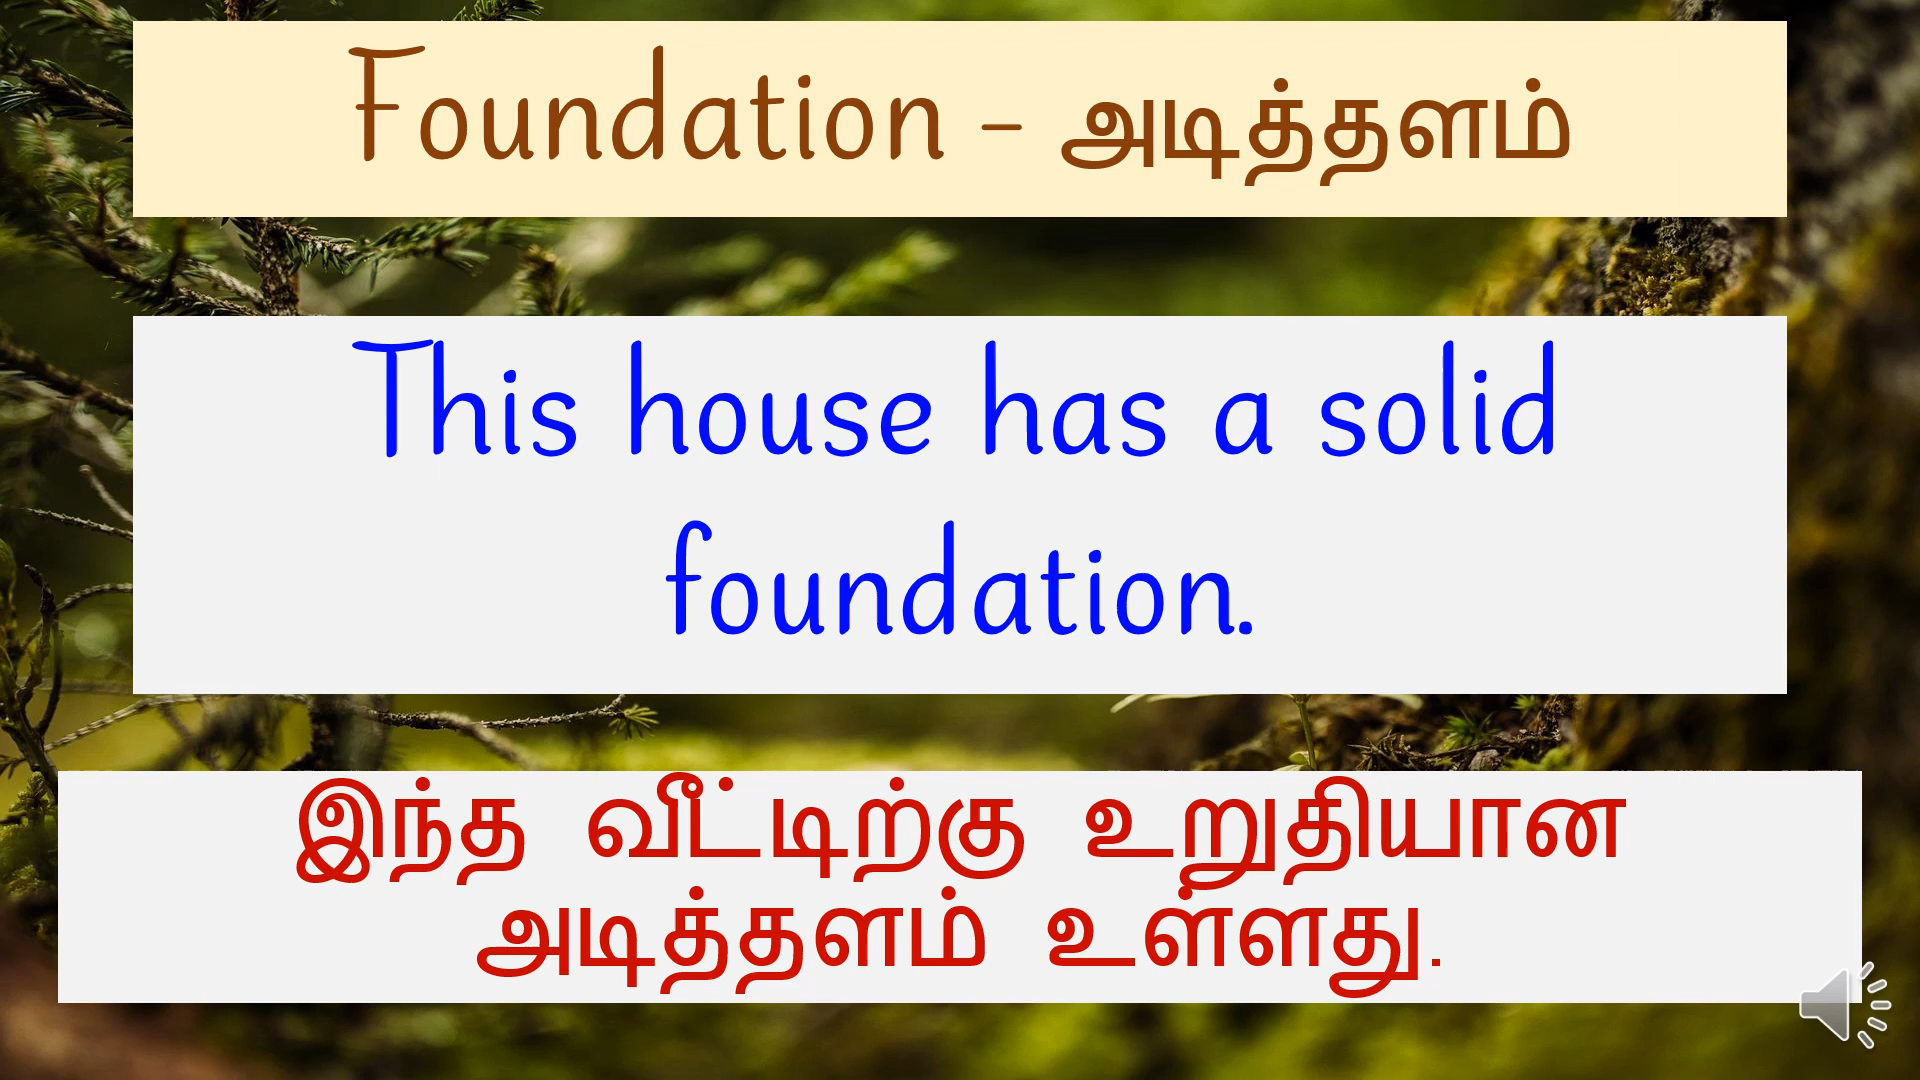 Foundation - அடித்தளம்
This house has a solid
foundation.
இந்த வீட்டிற்கு உறுதியான
அடித்தளம் உள்ளது.